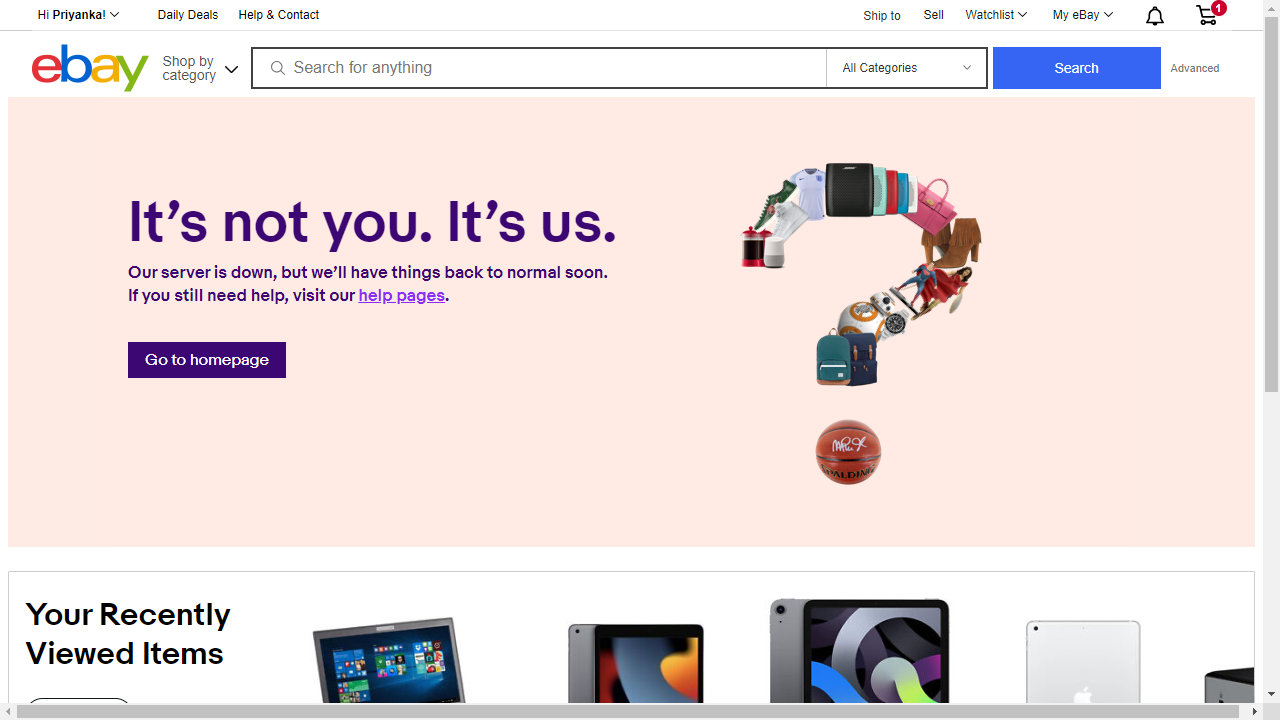 Hi Priyanka! Daily Deals Help & Contact Ship to Sell Watchlist My eBay 1
ebay Shop by category Search for anything All Categories Search Advanced
It’s not you. It’s us.
Our server is down, but we’ll have things back to normal soon.
If you still need help, visit our help pages.
Go to homepage
SPALDING
Your Recently
Viewed Items